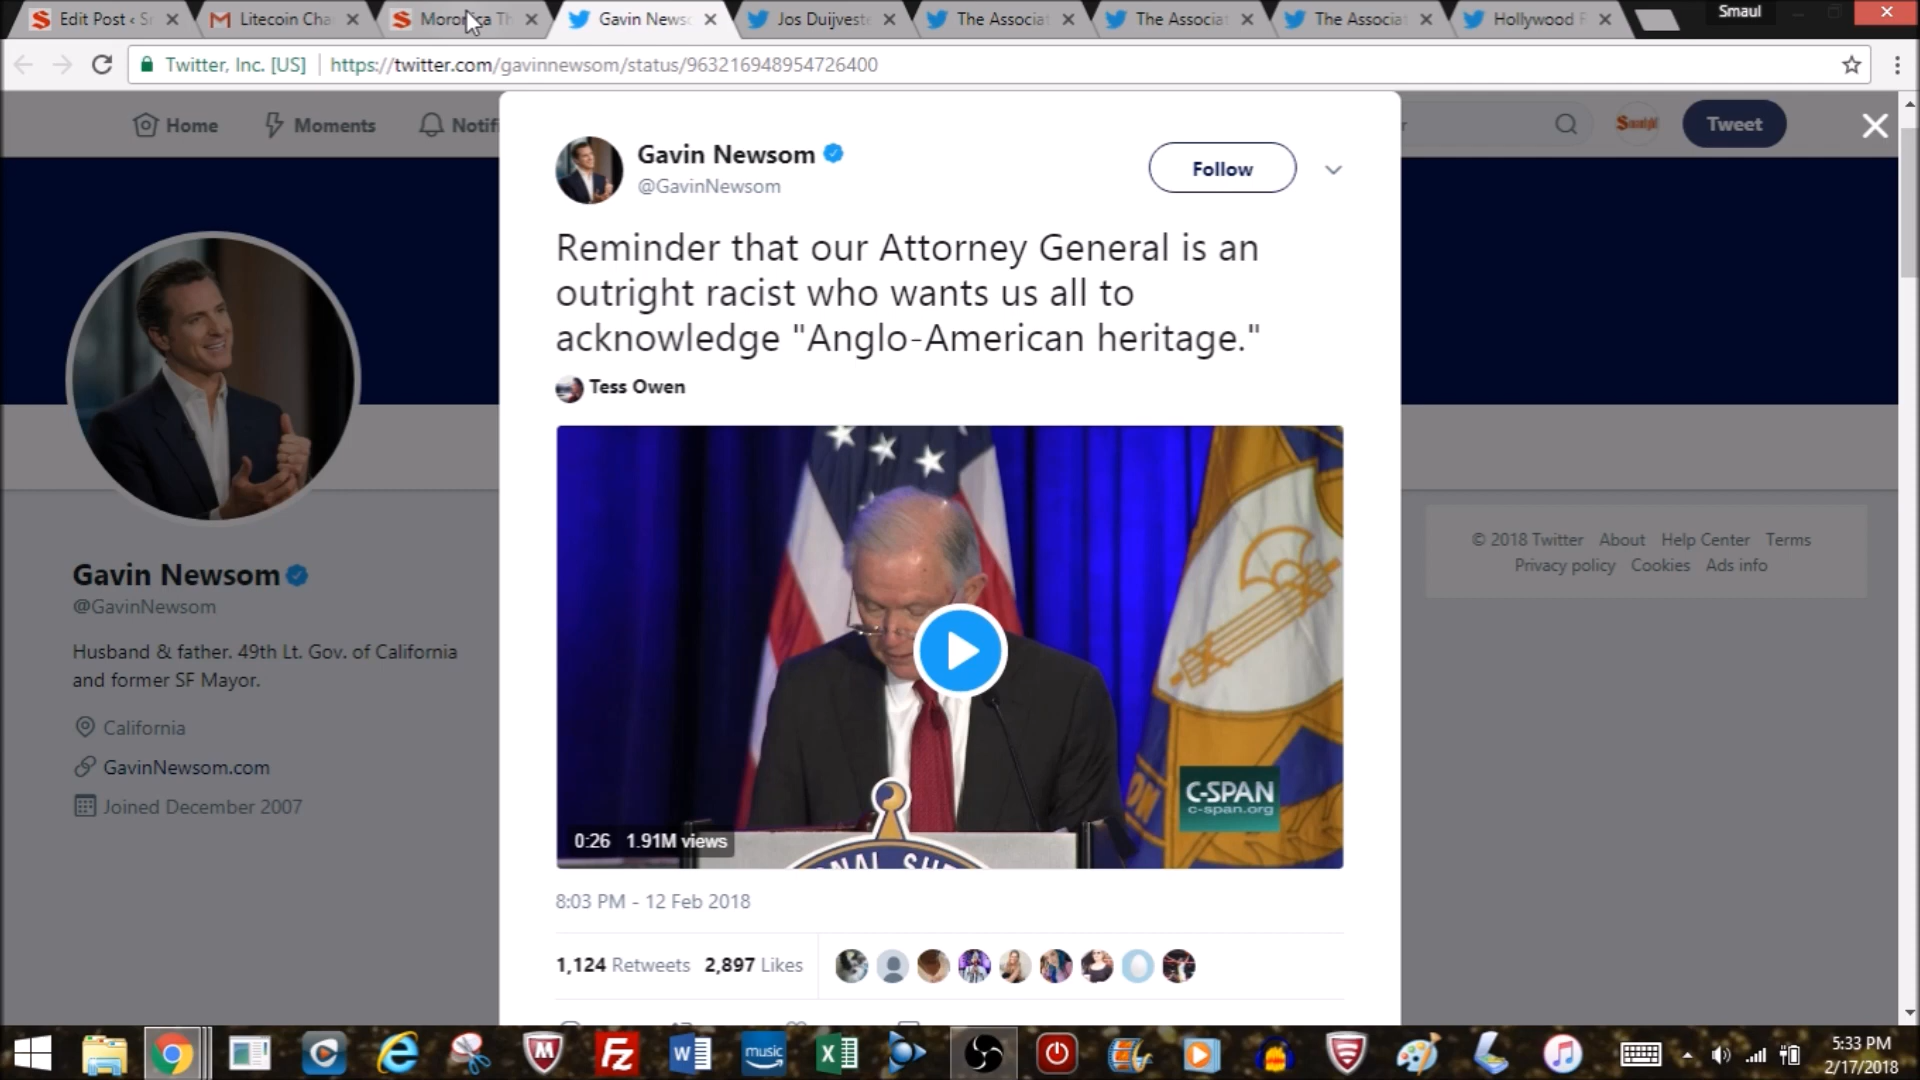 Edit Post ‹ S
Litecoin Cha
Moronica Th
Gavin Newso
Jos Duijveste
The Associat
The Associat
The Associat
Hollywood R
Smaul
Twitter, Inc. [US]
https://twitter.com/gavinnewsom/status/963216948954726400
Home
Moments
Notifi
Tweet
Gavin Newsom
@GavinNewsom
Follow
Reminder that our Attorney General is an
outright racist who wants us all to
acknowledge "Anglo-American heritage."
Tess Owen
C-SPAN
c-span.org
0:26 1.91M views
8:03 PM - 12 Feb 2018
1,124 Retweets 2,897 Likes
Gavin Newsom
@GavinNewsom
Husband & father. 49th Lt. Gov. of California
and former SF Mayor.
California
GavinNewsom.com
Joined December 2007
© 2018 Twitter About Help Center Terms
Privacy policy Cookies Ads info
music
5:33 PM
2/17/2018